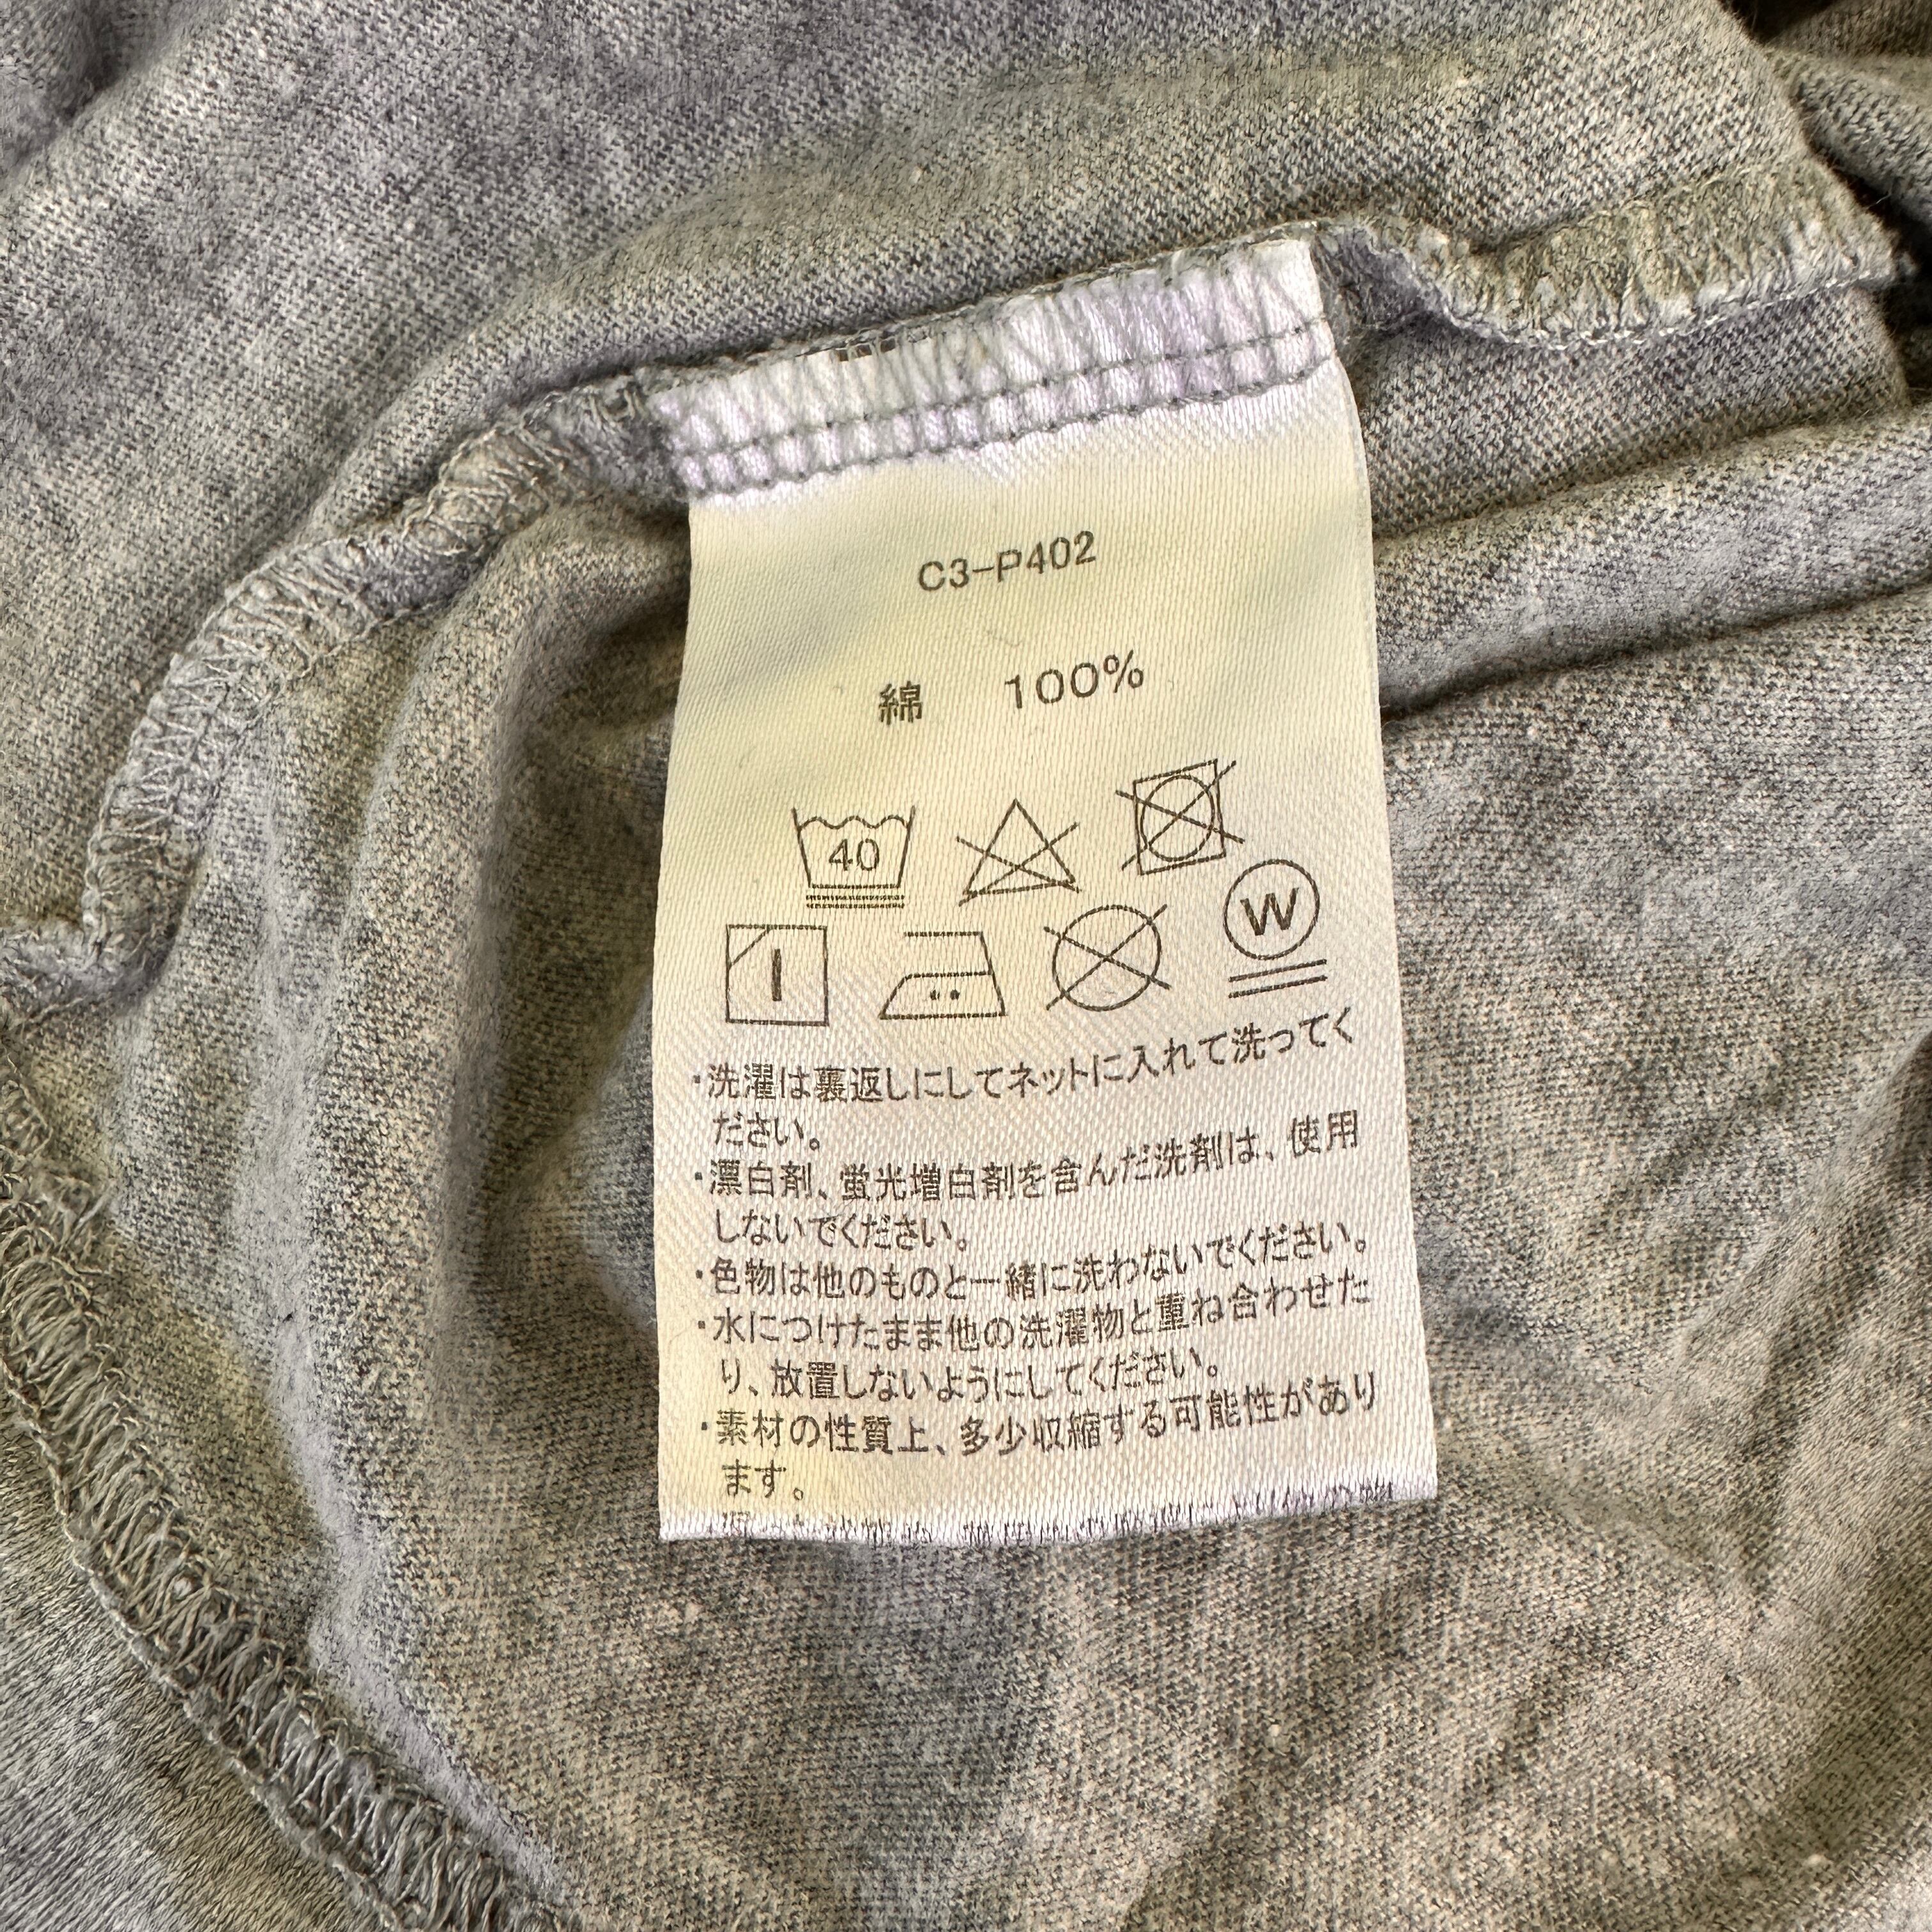 C3-P402
綿 100%
40
W
・洗濯は裏返しにしてネットに入れて洗ってく
ださい。
・漂白剤、蛍光増白剤を含んだ洗剤は、使用
しないでください。
・色物は他のものと一緒に洗わないでください。
・水につけたまま他の洗濯物と重ね合わせた
り、放置しないようにしてください。
・素材の性質上、多少収縮する可能性があり
ます。